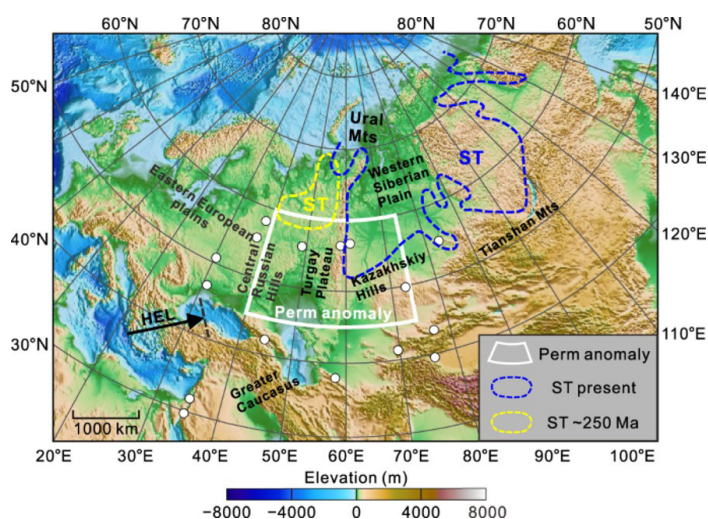 60°N 70°N 80°N 80°N 70°N 60°N 50°N
50°N
140°E
Ural
Mts
130°E
ST
Western
Siberian
Plain
ST
Eastern European
plains
40°N
Central
Russian
Hills
Turgay
Plateau
Tianshan Mts
120°E
Kazakhskiy
Hills
HEL
Perm anomaly
110°E
30°N
Greater
Caucasus
Perm anomaly
ST present
ST ~250 Ma
1000 km
20°E 30°E 40°E 50°E 60°E 70°E 80°E 90°E 100°E
Elevation (m)
−8000 −4000 0 4000 8000